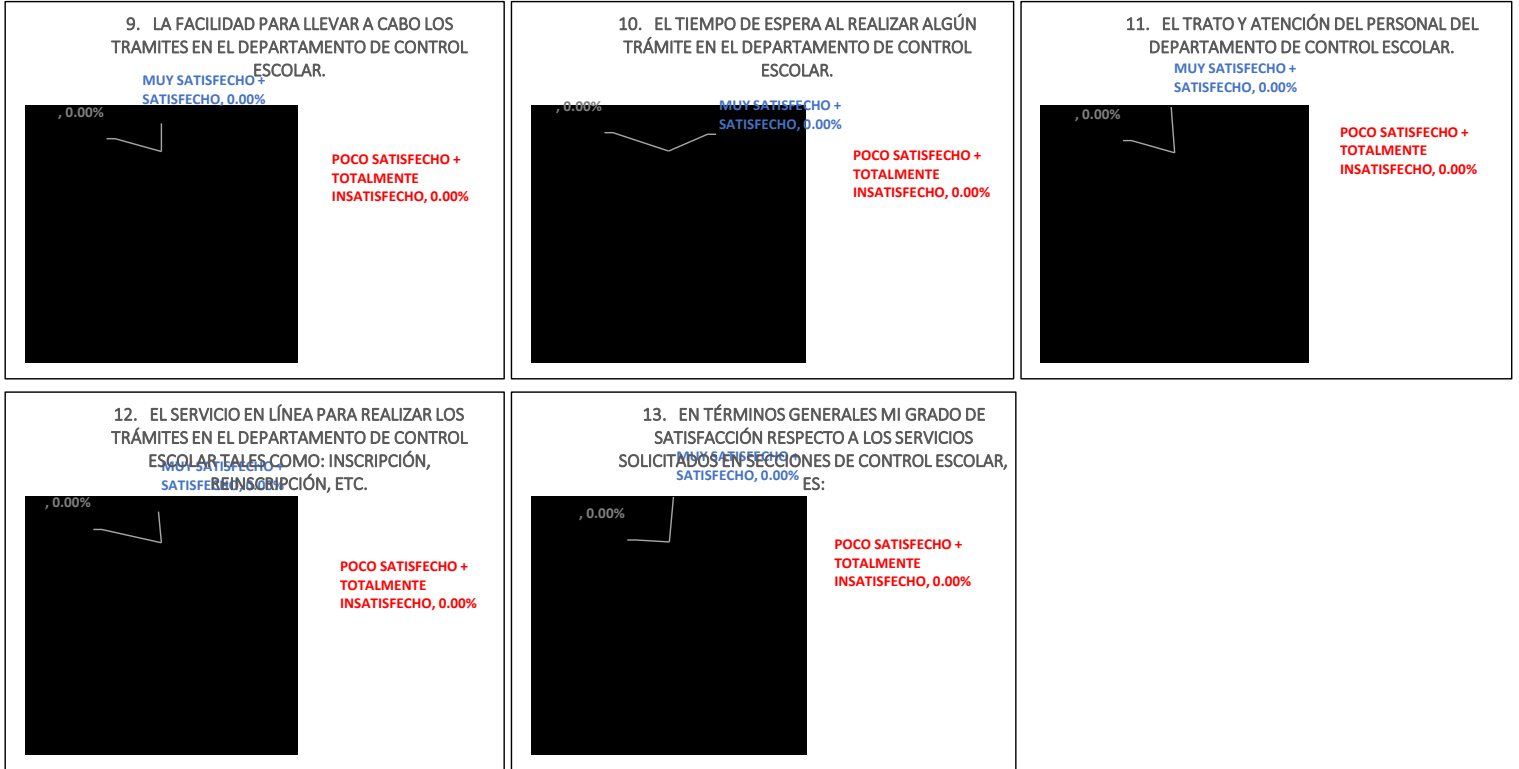 9. LA FACILIDAD PARA LLEVAR A CABO LOS
TRAMITES EN EL DEPARTAMENTO DE CONTROL
ESCOLAR.
MUY SATISFECHO +
SATISFECHO, 0.00%
, 0.00%
POCO SATISFECHO +
TOTALMENTE
INSATISFECHO, 0.00%
10. EL TIEMPO DE ESPERA AL REALIZAR ALGÚN
TRÁMITE EN EL DEPARTAMENTO DE CONTROL
ESCOLAR.
MUY SATISFECHO +
SATISFECHO, 0.00%
, 0.00%
POCO SATISFECHO +
TOTALMENTE
INSATISFECHO, 0.00%
11. EL TRATO Y ATENCIÓN DEL PERSONAL DEL
DEPARTAMENTO DE CONTROL ESCOLAR.
MUY SATISFECHO +
SATISFECHO, 0.00%
, 0.00%
POCO SATISFECHO +
TOTALMENTE
INSATISFECHO, 0.00%
12. EL SERVICIO EN LÍNEA PARA REALIZAR LOS
TRÁMITES EN EL DEPARTAMENTO DE CONTROL
ESCOLAR TALES COMO: INSCRIPCIÓN,
REINSCRIPCIÓN, ETC.
MUY SATISFECHO +
SATISFECHO, 0.00%
, 0.00%
POCO SATISFECHO +
TOTALMENTE
INSATISFECHO, 0.00%
13. EN TÉRMINOS GENERALES MI GRADO DE
SATISFACCIÓN RESPECTO A LOS SERVICIOS
SOLICITADOS EN SECCIONES DE CONTROL ESCOLAR,
ES:
MUY SATISFECHO +
SATISFECHO, 0.00%
, 0.00%
POCO SATISFECHO +
TOTALMENTE
INSATISFECHO, 0.00%